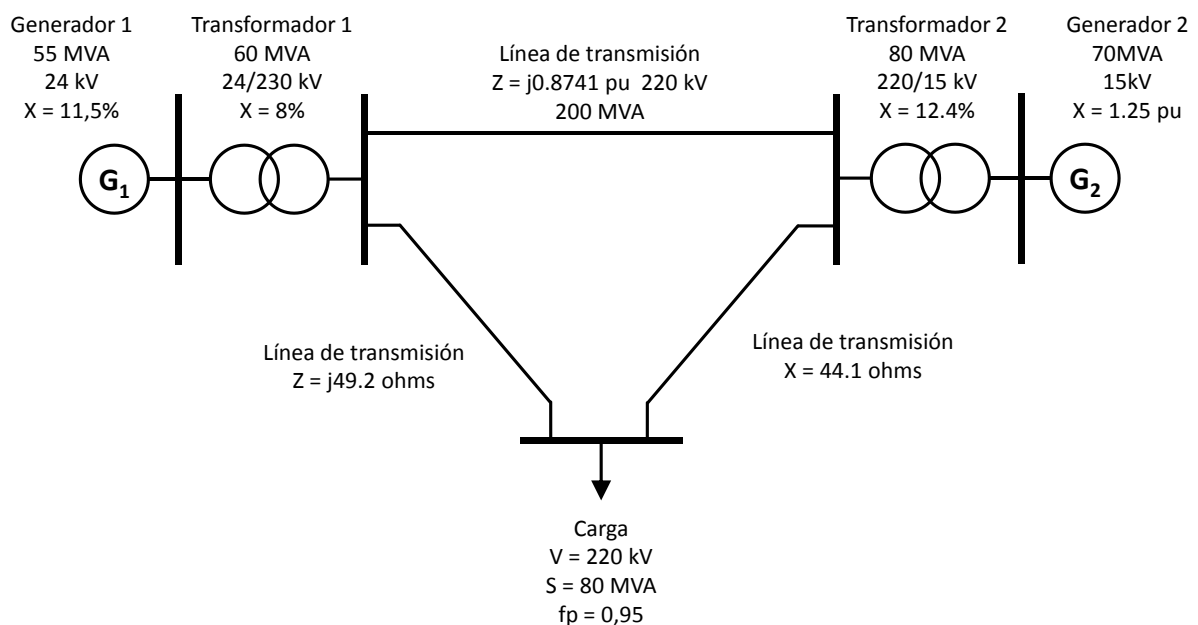 Generador 1
55 MVA
24 kV
X = 11,5%
Transformador 1
60 MVA
24/230 kV
X = 8%
Línea de transmisión
Z = j0.8741 pu  220 kV
200 MVA
Transformador 2
80 MVA
220/15 kV
X = 12.4%
Generador 2
70MVA
15kV
X = 1.25 pu
G1
G2
Línea de transmisión
Z = j49.2 ohms
Línea de transmisión
X = 44.1 ohms
Carga
V = 220 kV
S = 80 MVA
fp = 0,95